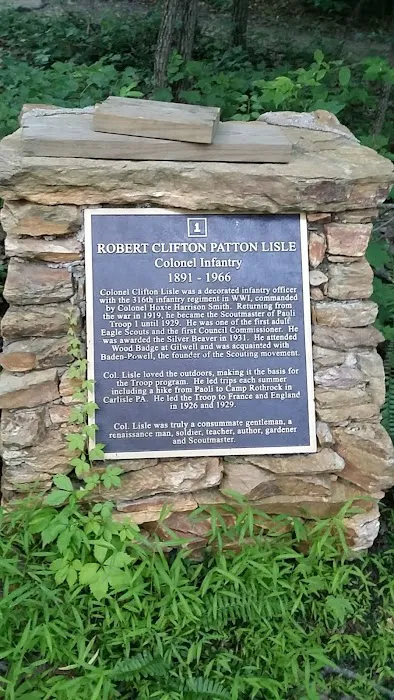 1
ROBERT CLIFTON PATTON LISLE
Colonel Infantry
1891 - 1966
Colonel Clifton Lisle was a decorated infantry officer
with the 316th infantry regiment in WWI, commanded
by Colonel Hoxie Harrison Smith. Returning from
the war in 1919, he became the Scoutmaster of Paoli
Troop 1 until 1929. He was one of the first adult
Eagle Scouts and the first Council Commissioner. He
was awarded the Silver Beaver in 1931. He attended
Wood Badge at Gilwell and was acquainted with
Baden-Powell, the founder of the Scouting movement.
Col. Lisle loved the outdoors, making it the basis for
the Troop program. He led trips each summer
including a hike from Paoli to Camp Rothrock in
Carlisle PA. He led the Troop to France and England
in 1926 and 1929.
Col. Lisle was truly a consummate gentleman, a
renaissance man, soldier, teacher, author, gardener
and Scoutmaster.